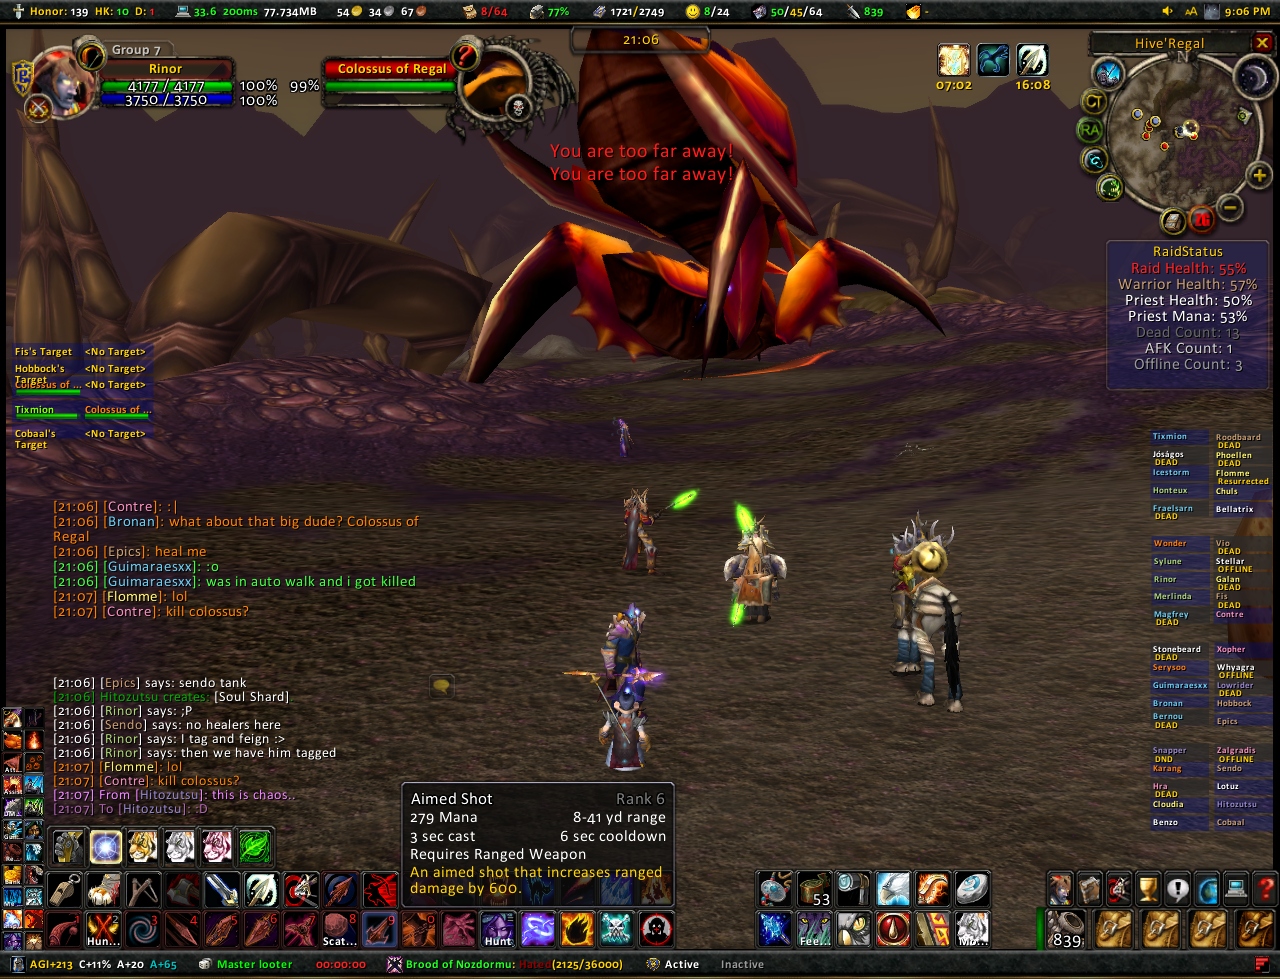 Honor: 139 HK: 10 D: 1
33.6 200ms 77.734MB
54 34 67
8/64
77%
1721/2749
8/24
50/45/64
839
-
AA
9:06 PM
Group 7
Rinor
4177 / 4177 100%
3750 / 3750 100%
99%
Colossus of Regal
21:06
07:02
16:08
Hive'Regal
N
CT
RA
26
You are too far away!
You are too far away!
RaidStatus
Raid Health: 55%
Warrior Health: 57%
Priest Health: 50%
Priest Mana: 53%
Dead Count: 13
AFK Count: 1
Offline Count: 3
Fis's Target <No Target>
Hobbock's Target
Colossus of ... <No Target>
Tixmion Colossus of ...
Cobaal's Target <No Target>
Tixmion
Roodbaard
DEAD
Jóságos
DEAD
Phoellen
DEAD
Icestorm
Flomme
Resurrected
Honteux
Chuls
Fraelsarn
DEAD
Bellatrix
Wonder
Vio
DEAD
Sylune
Stellar
OFFLINE
Rinor
Galan
DEAD
Merlinda
Fis
DEAD
Magfrey
DEAD
Contre
Stonebeard
DEAD
Xopher
Serysoo
Whyagra
OFFLINE
Guimaraesxx
Lowrider
DEAD
Bronan
Hobbock
Bernou
DEAD
Epics
Snapper
DND
Zalgradis
OFFLINE
Karang
Sendo
Hra
DEAD
Lotuz
Cloudia
Hitozutsu
Benzo
Cobaal
[21:06] [Contre]: : |
[21:06] [Bronan]: what about that big dude? Colossus of
Regal
[21:06] [Epics]: heal me
[21:06] [Guimaraesxx]: :o
[21:06] [Guimaraesxx]: was in auto walk and i got killed
[21:07] [Flomme]: lol
[21:07] [Contre]: kill colossus?
[21:06] [Epics] says: sendo tank
[21:06] Hitozutsu creates: [Soul Shard]
[21:06] [Rinor] says: ;P
[21:06] [Sendo] says: no healers here
[21:06] [Rinor] says: I tag and feign :>
[21:06] [Rinor] says: then we have him tagged
[21:07] [Flomme]: lol
[21:07] [Contre]: kill colossus?
[21:07] From [Hitozutsu]: this is chaos..
[21:07] To [Hitozutsu]: :D
Aimed Shot Rank 6
279 Mana 8-41 yd range
3 sec cast 6 sec cooldown
Requires Ranged Weapon
An aimed shot that increases ranged
damage by 600.
Assist
53
Hun...
Scat...
Hunt
Fee...
Mo...
839
AGI+213 C+11% A+20 A+65
Master looter
00:00:00
Brood of Nozdormu: Hated (2125/36000)
Active
Inactive